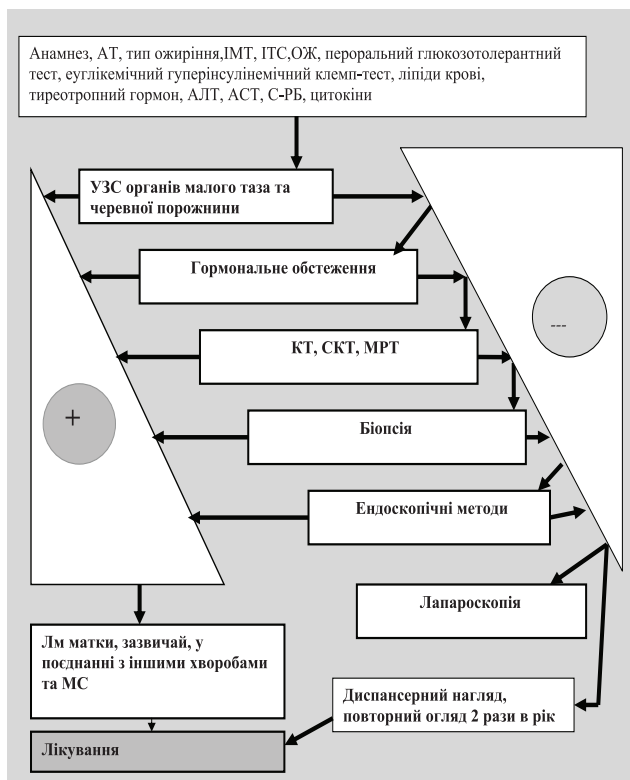 Анамнез, АТ, тип ожиріння,ІМТ, ІТС,ОЖ, пероральний глюкозотолерантний
тест, еуглікемічний гуперінсулінемічний клемп-тест, ліпіди крові,
тиреотропний гормон, АЛТ, АСТ, С-РБ, цитокіни
УЗС органів малого таза та
черевної порожнини
Гормональне обстеження
---
КТ, СКТ, МРТ
+
Біопсія
Ендоскопічні методи
Лапароскопія
Лм матки, зазвичай, у
поєднанні з іншими хворобами
та МС
Диспансерний нагляд,
повторний огляд 2 рази в рік
Лікування